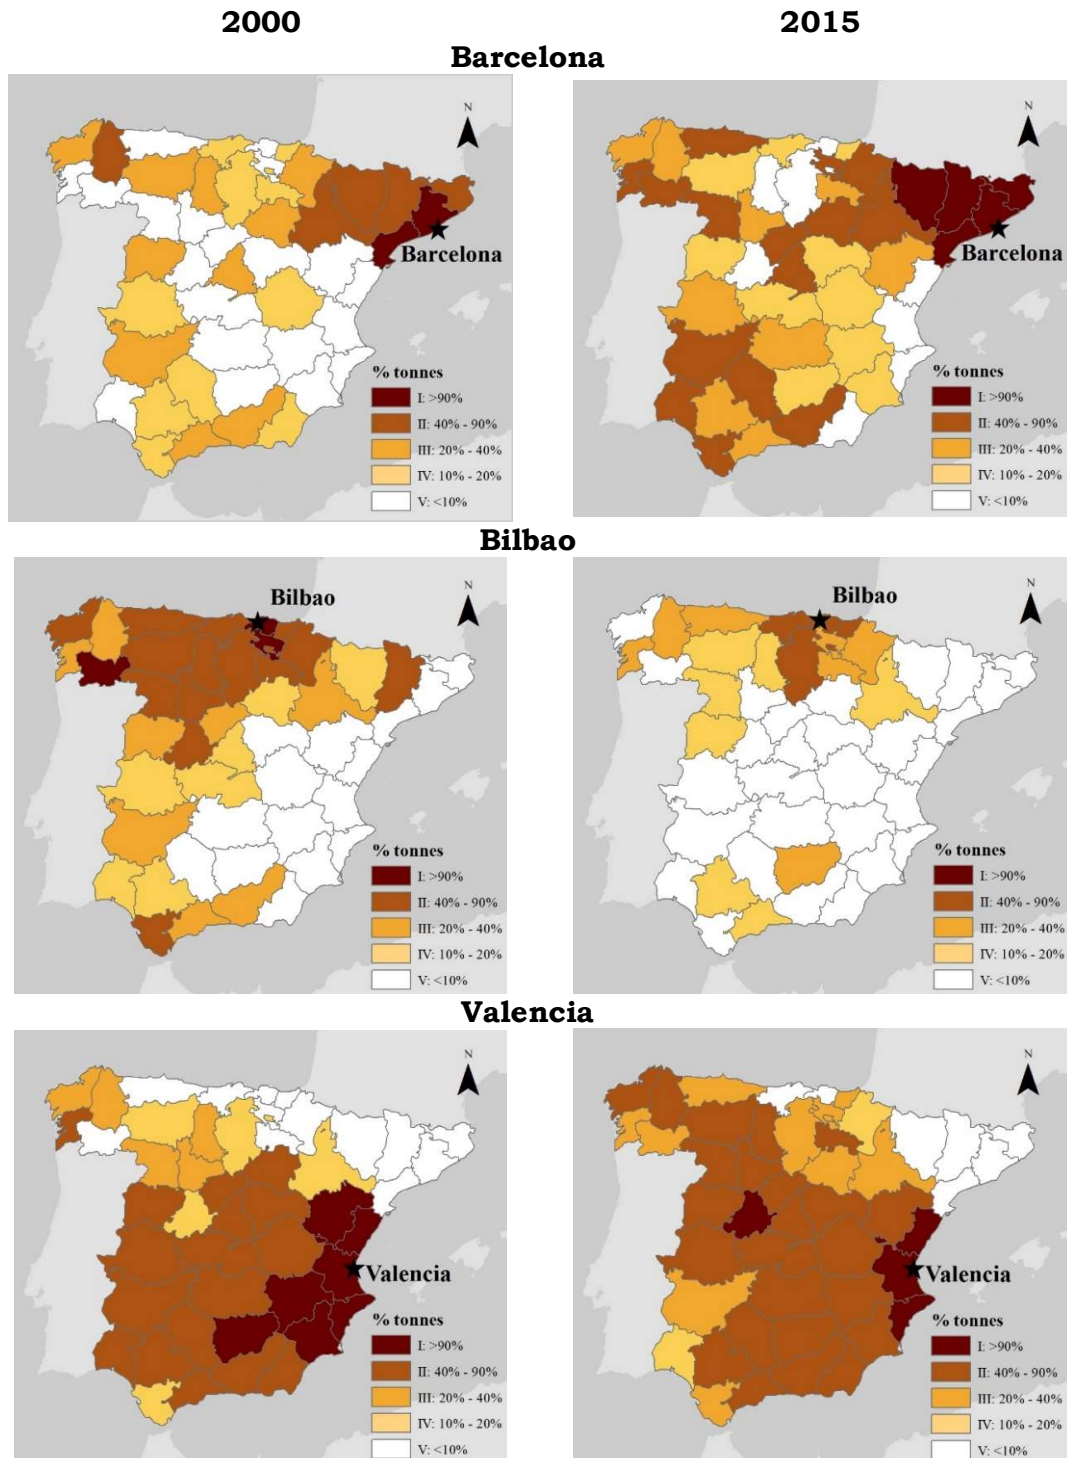 2000 2015
Barcelona
N
Barcelona
% tonnes
I: >90%
II: 40% - 90%
III: 20% - 40%
IV: 10% - 20%
V: <10%
N
Barcelona
% tonnes
I: >90%
II: 40% - 90%
III: 20% - 40%
IV: 10% - 20%
V: <10%
Bilbao
N
Bilbao
% tonnes
I: >90%
II: 40% - 90%
III: 20% - 40%
IV: 10% - 20%
V: <10%
N
Bilbao
% tonnes
I: >90%
II: 40% - 90%
III: 20% - 40%
IV: 10% - 20%
V: <10%
Valencia
N
Valencia
% tonnes
I: >90%
II: 40% - 90%
III: 20% - 40%
IV: 10% - 20%
V: <10%
N
Valencia
% tonnes
I: >90%
II: 40% - 90%
III: 20% - 40%
IV: 10% - 20%
V: <10%